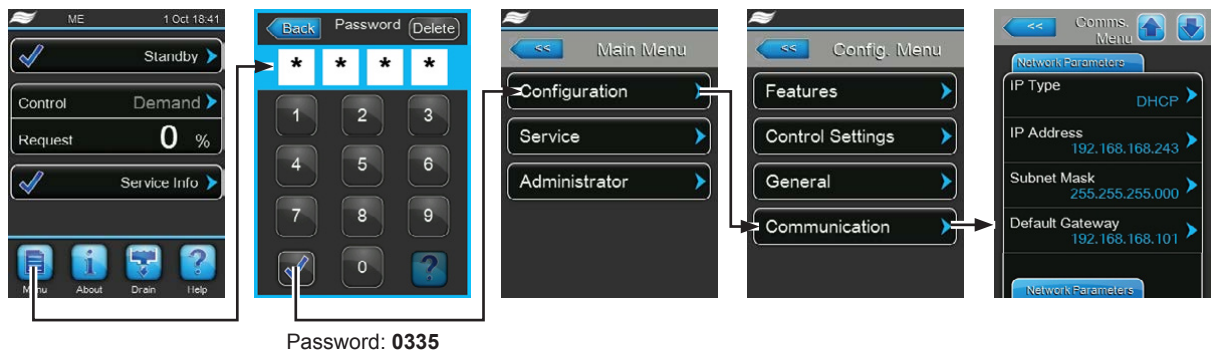 ME 1 Oct 18:41
Standby
Control Demand
Request 0 %
Service Info
Menu About Drain Help
Back Password Delete
* * * *
1 2 3
4 5 6
7 8 9
0 ?
Password: 0335
<< Main Menu
Configuration
Service
Administrator
<< Config. Menu
Features
Control Settings
General
Communication
<< Comms.
Menu
Network Parameters
IP Type
DHCP
IP Address
192.168.168.243
Subnet Mask
255.255.255.000
Default Gateway
192.168.168.101
Network Parameters